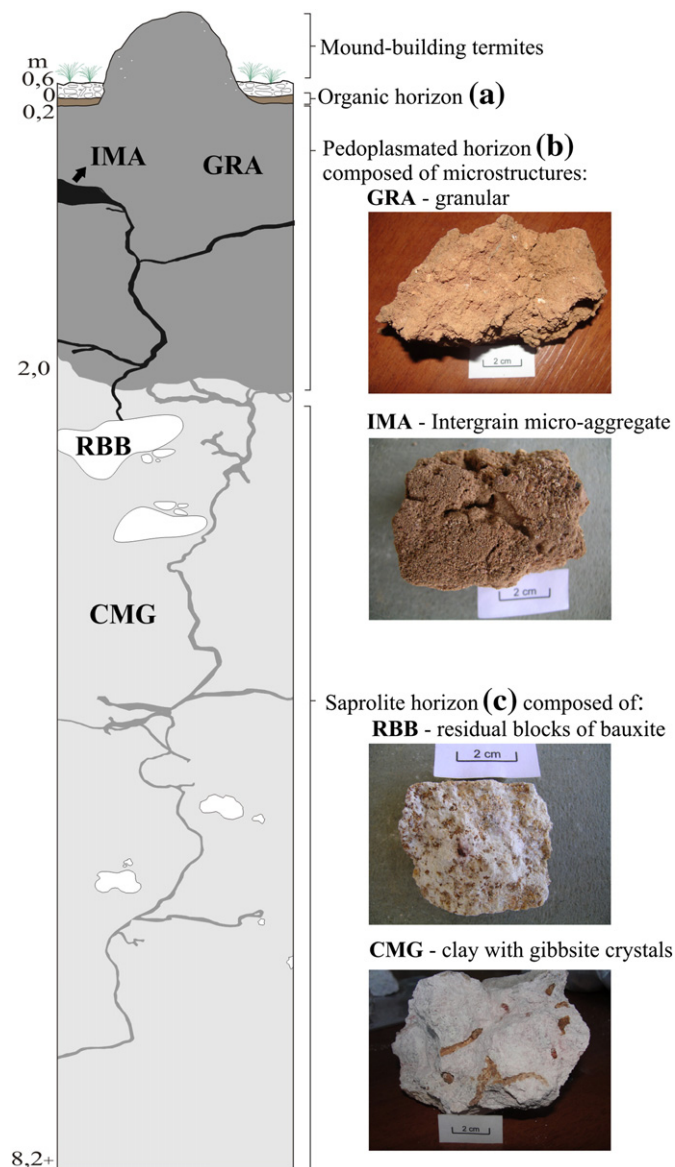 Mound-building termites
m
0,6
0
0,2
Organic horizon (a)
IMA
GRA
Pedoplasmated horizon (b)
composed of microstructures:
GRA - granular
2 cm
2,0
IMA - Intergrain micro-aggregate
2 cm
RBB
CMG
Saprolite horizon (c) composed of:
RBB - residual blocks of bauxite
2 cm
CMG - clay with gibbsite crystals
2 cm
8,2+